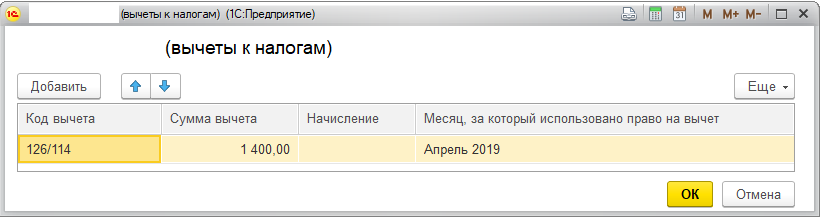 (вычеты к налогам) (1С:Предприятие) M M+ M-
(вычеты к налогам)
Добавить Еще
Код вычета Сумма вычета Начисление Месяц, за который использовано право на вычет
126/114 1 400,00 Апрель 2019
ОК Отмена